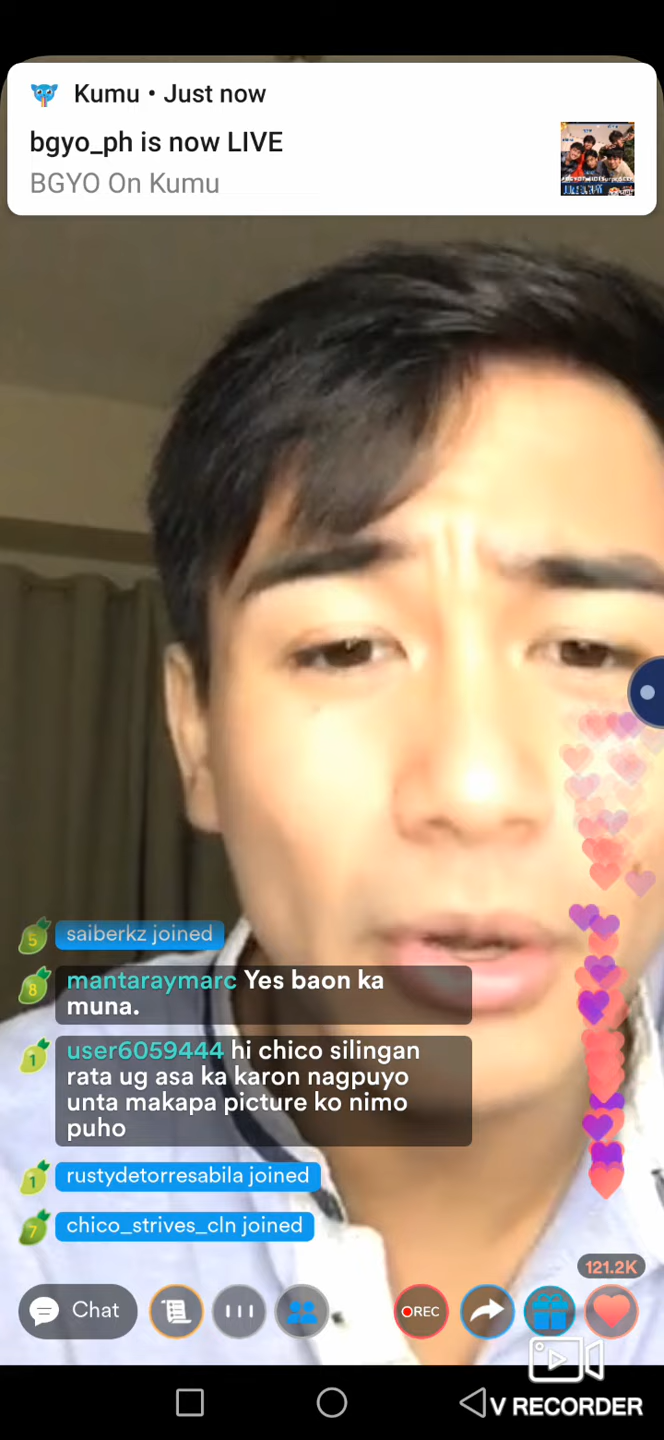 Kumu • Just now
bgyo_ph is now LIVE
BGYO On Kumu
5
saiberkz joined
8
mantaraymarc Yes baon ka
muna.
1
user6059444 hi chico silingan
rata ug asa ka karon nagpuyo
unta makapa picture ko nimo
puho
1
rustydetorresabila joined
7
chico_strives_cln joined
121.2K
Chat
REC
V RECORDER